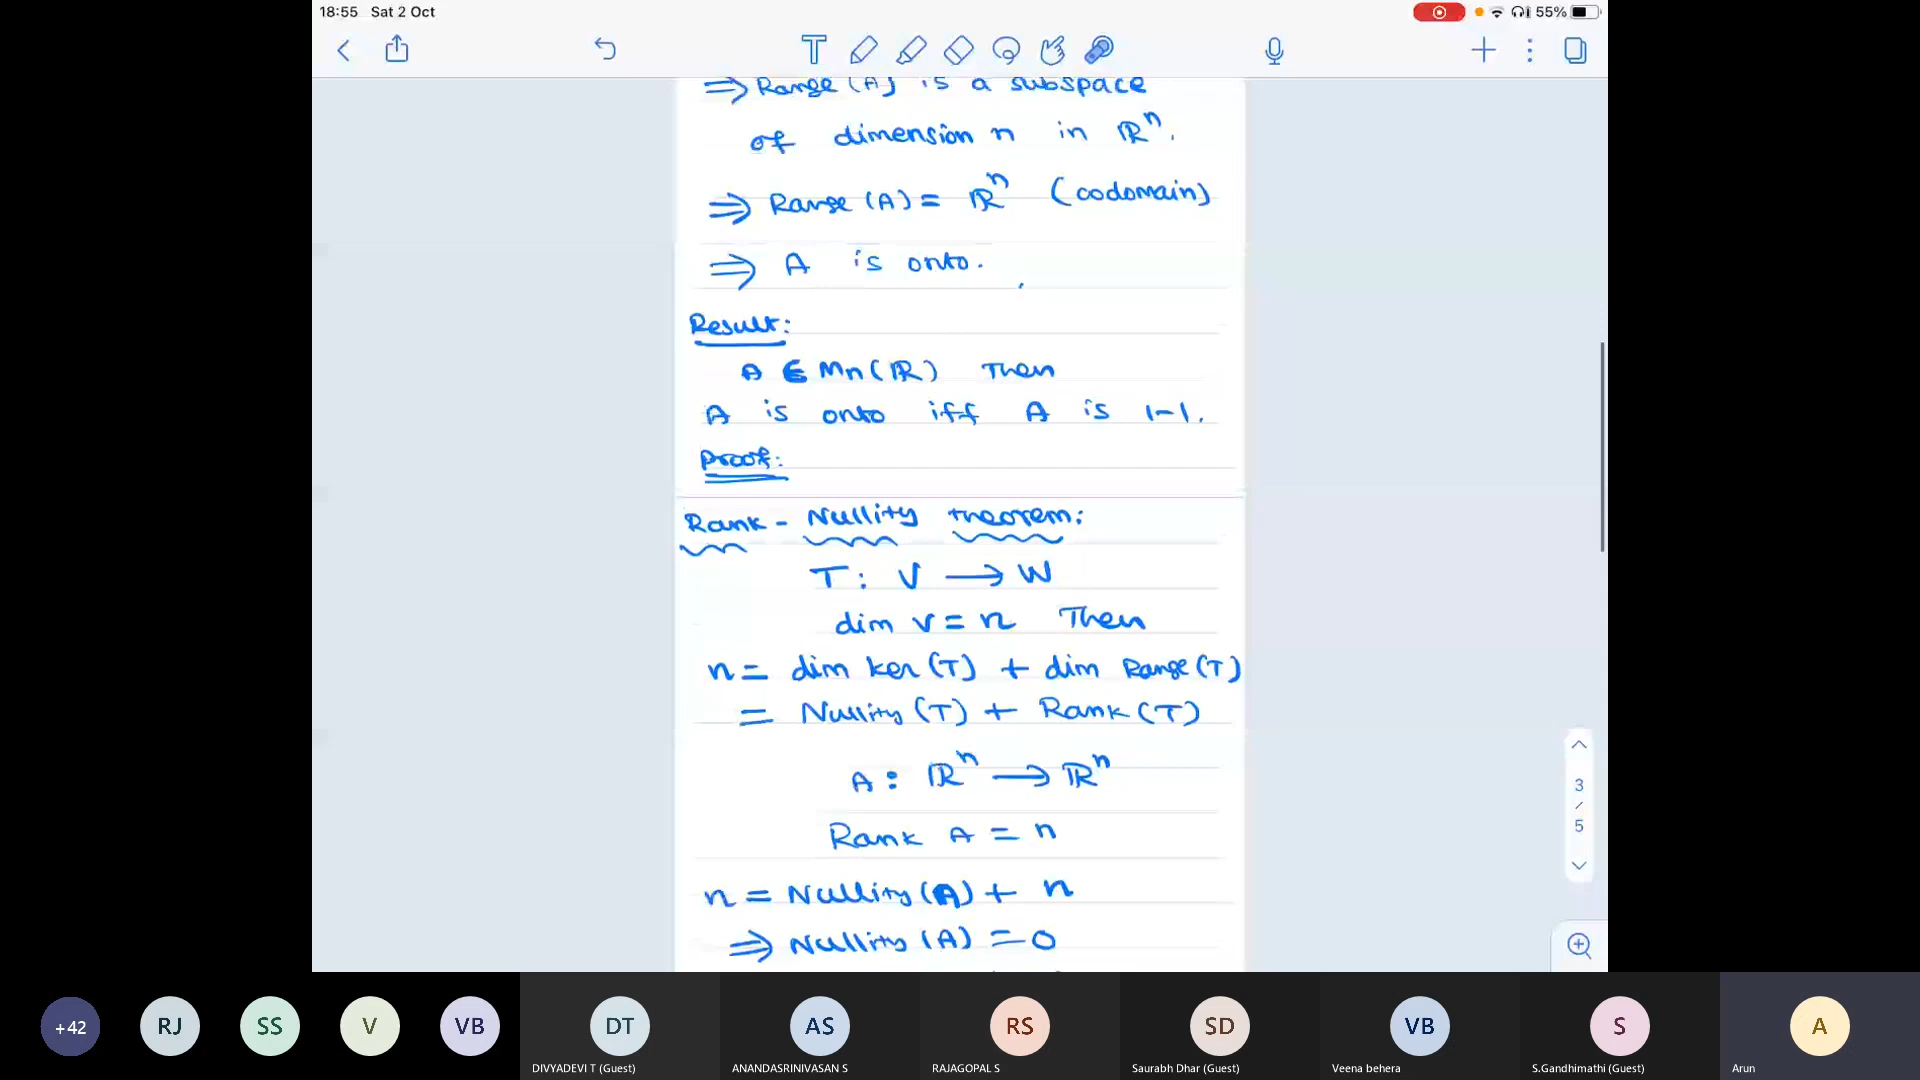 18:55 Sat 2 Oct
55%
⇒ Range (A) is a subspace
of dimension n in ℝⁿ.
⇒ Range (A) = ℝⁿ (codomain)
⇒ A is onto.
Result:
A ∈ Mn(ℝ) Then
A is onto iff A is 1-1.
Proof:
Rank - Nullity theorem:
T: V → W
dim V = n Then
n = dim ker (T) + dim Range (T)
= Nullity (T) + Rank (T)
A: ℝⁿ → ℝⁿ
Rank A = n
n = Nullity (A) + n
⇒ Nullity (A) = 0
3
/
5
+42
RJ
SS
V
VB
DT
DIVYADEVI T (Guest)
AS
ANANDASRINIVASAN S
RS
RAJAGOPAL S
SD
Saurabh Dhar (Guest)
VB
Veena behera
S
S.Gandhimathi (Guest)
A
Arun